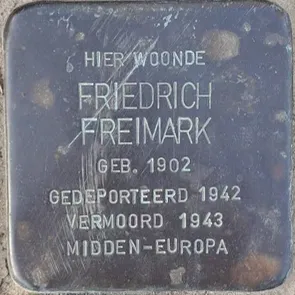 HIER WOONDE
FRIEDRICH
FREIMARK
GEB. 1902
GEDEPORTEERD 1942
VERMOORD 1943
MIDDEN-EUROPA